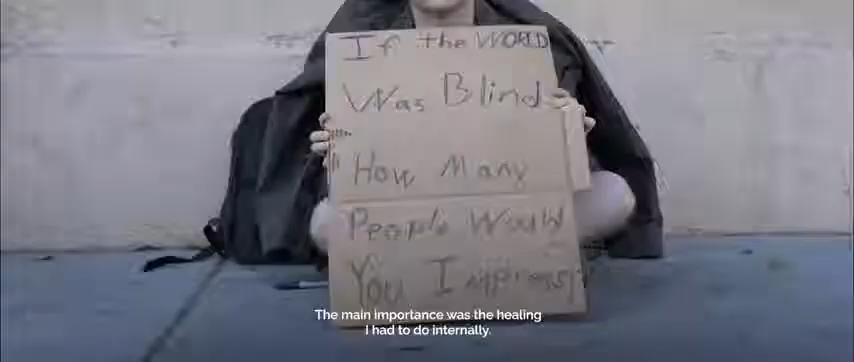 If the WORLD
Was Blind
How Many
People Would
You Impress?
The main importance was the healing
I had to do internally.